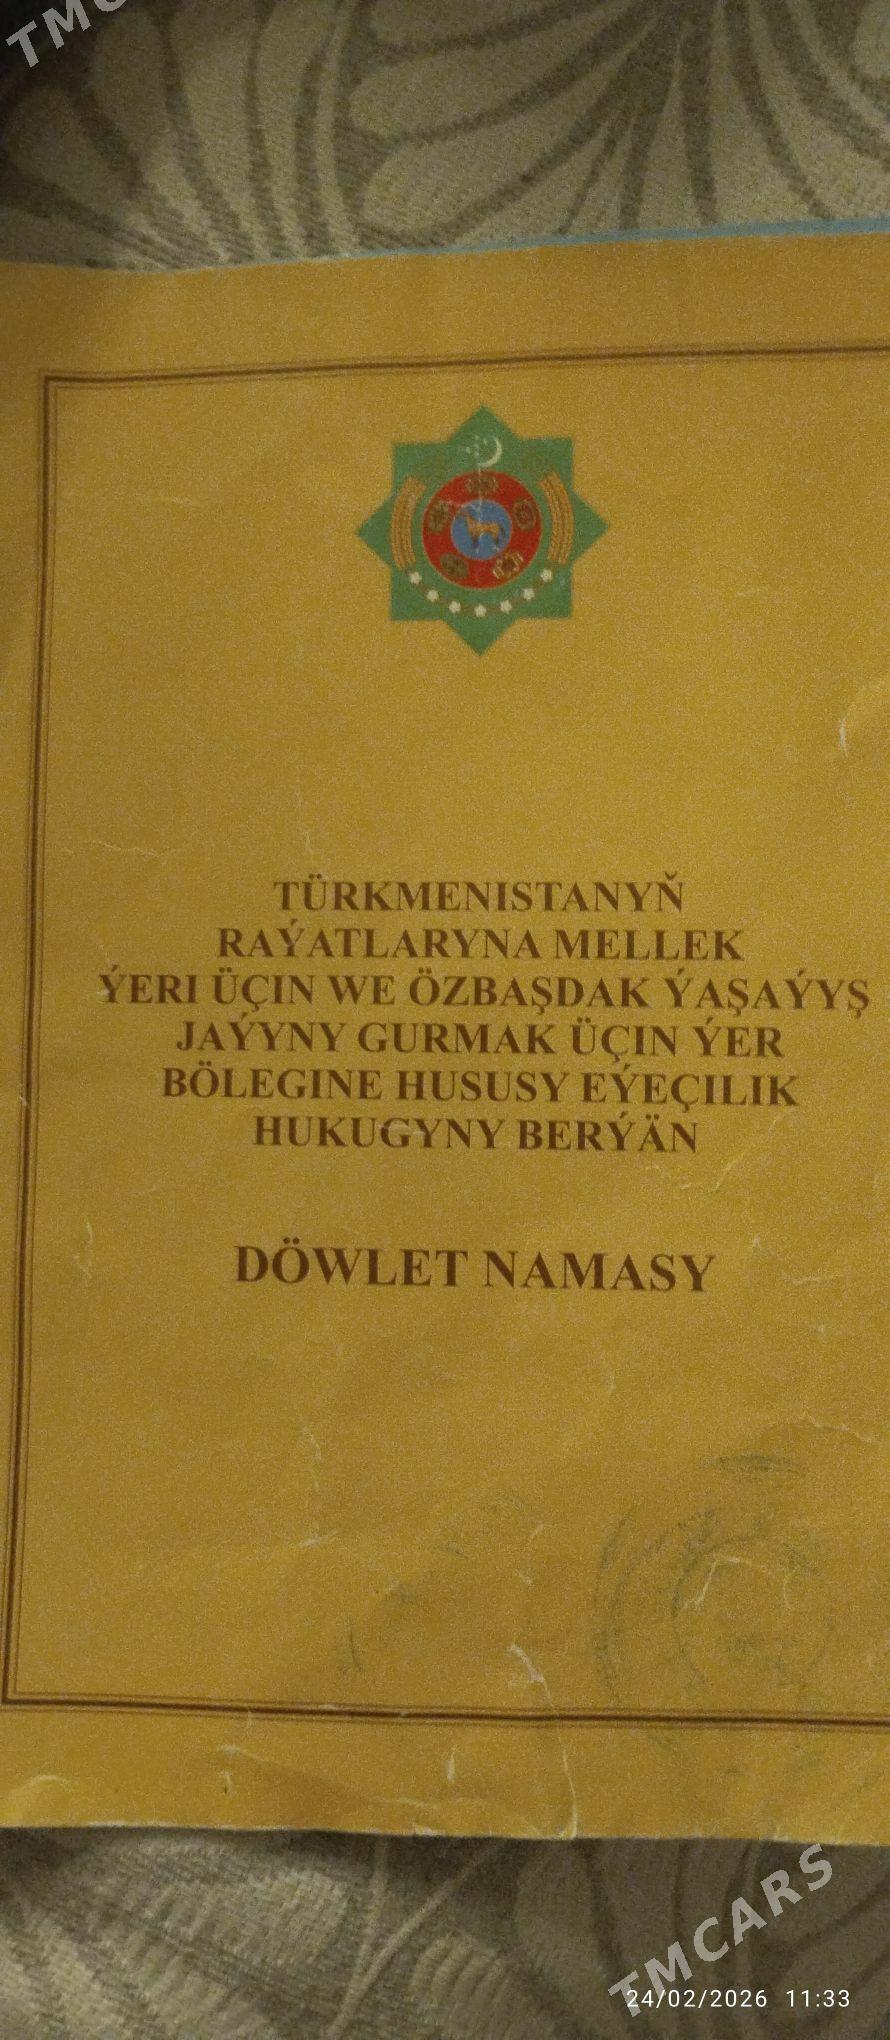 TMC
TÜRKMENISTANYŇ
RAÝATLARYNA MELLEK
ÝERI ÜÇIN WE ÖZBAŞDAK ÝAŞAÝYŞ
JAÝYNY GURMAK ÜÇIN ÝER
BÖLEGINE HUSUSY EÝEÇILIK
HUKUGYNY BERÝÄN
DÖWLET NAMASY
TMCARS
24/02/2026 11:33